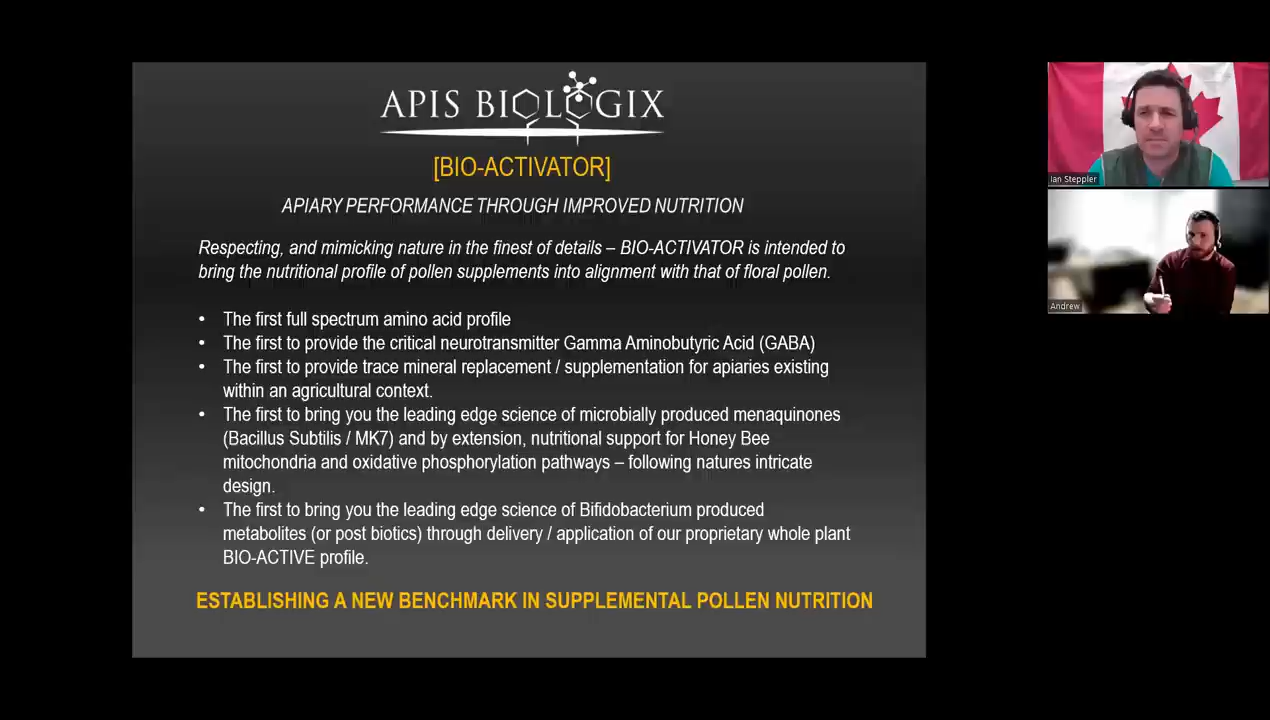 APIS BIOLOGIX
[BIO-ACTIVATOR]
APIARY PERFORMANCE THROUGH IMPROVED NUTRITION
Respecting, and mimicking nature in the finest of details – BIO-ACTIVATOR is intended to
bring the nutritional profile of pollen supplements into alignment with that of floral pollen.
• The first full spectrum amino acid profile
• The first to provide the critical neurotransmitter Gamma Aminobutyric Acid (GABA)
• The first to provide trace mineral replacement / supplementation for apiaries existing
within an agricultural context.
• The first to bring you the leading edge science of microbially produced menaquinones
(Bacillus Subtilis / MK7) and by extension, nutritional support for Honey Bee
mitochondria and oxidative phosphorylation pathways – following natures intricate
design.
• The first to bring you the leading edge science of Bifidobacterium produced
metabolites (or post biotics) through delivery / application of our proprietary whole plant
BIO-ACTIVE profile.
ESTABLISHING A NEW BENCHMARK IN SUPPLEMENTAL POLLEN NUTRITION
Ian Steppler
Andrew